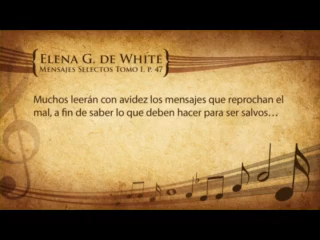 ELENA G. DE WHITE
MENSAJES SELECTOS TOMO I, P. 47
Muchos leerán con avidez los mensajes que reprochan el
mal, a fin de saber lo que deben hacer para ser salvos…